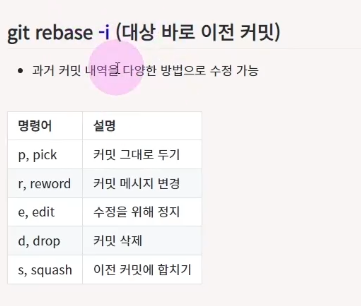 git rebase -i (대상 바로 이전 커밋)
과거 커밋 내역을 다양한 방법으로 수정 가능
명령어 설명
p, pick 커밋 그대로 두기
r, reword 커밋 메시지 변경
e, edit 수정을 위해 정지
d, drop 커밋 삭제
s, squash 이전 커밋에 합치기